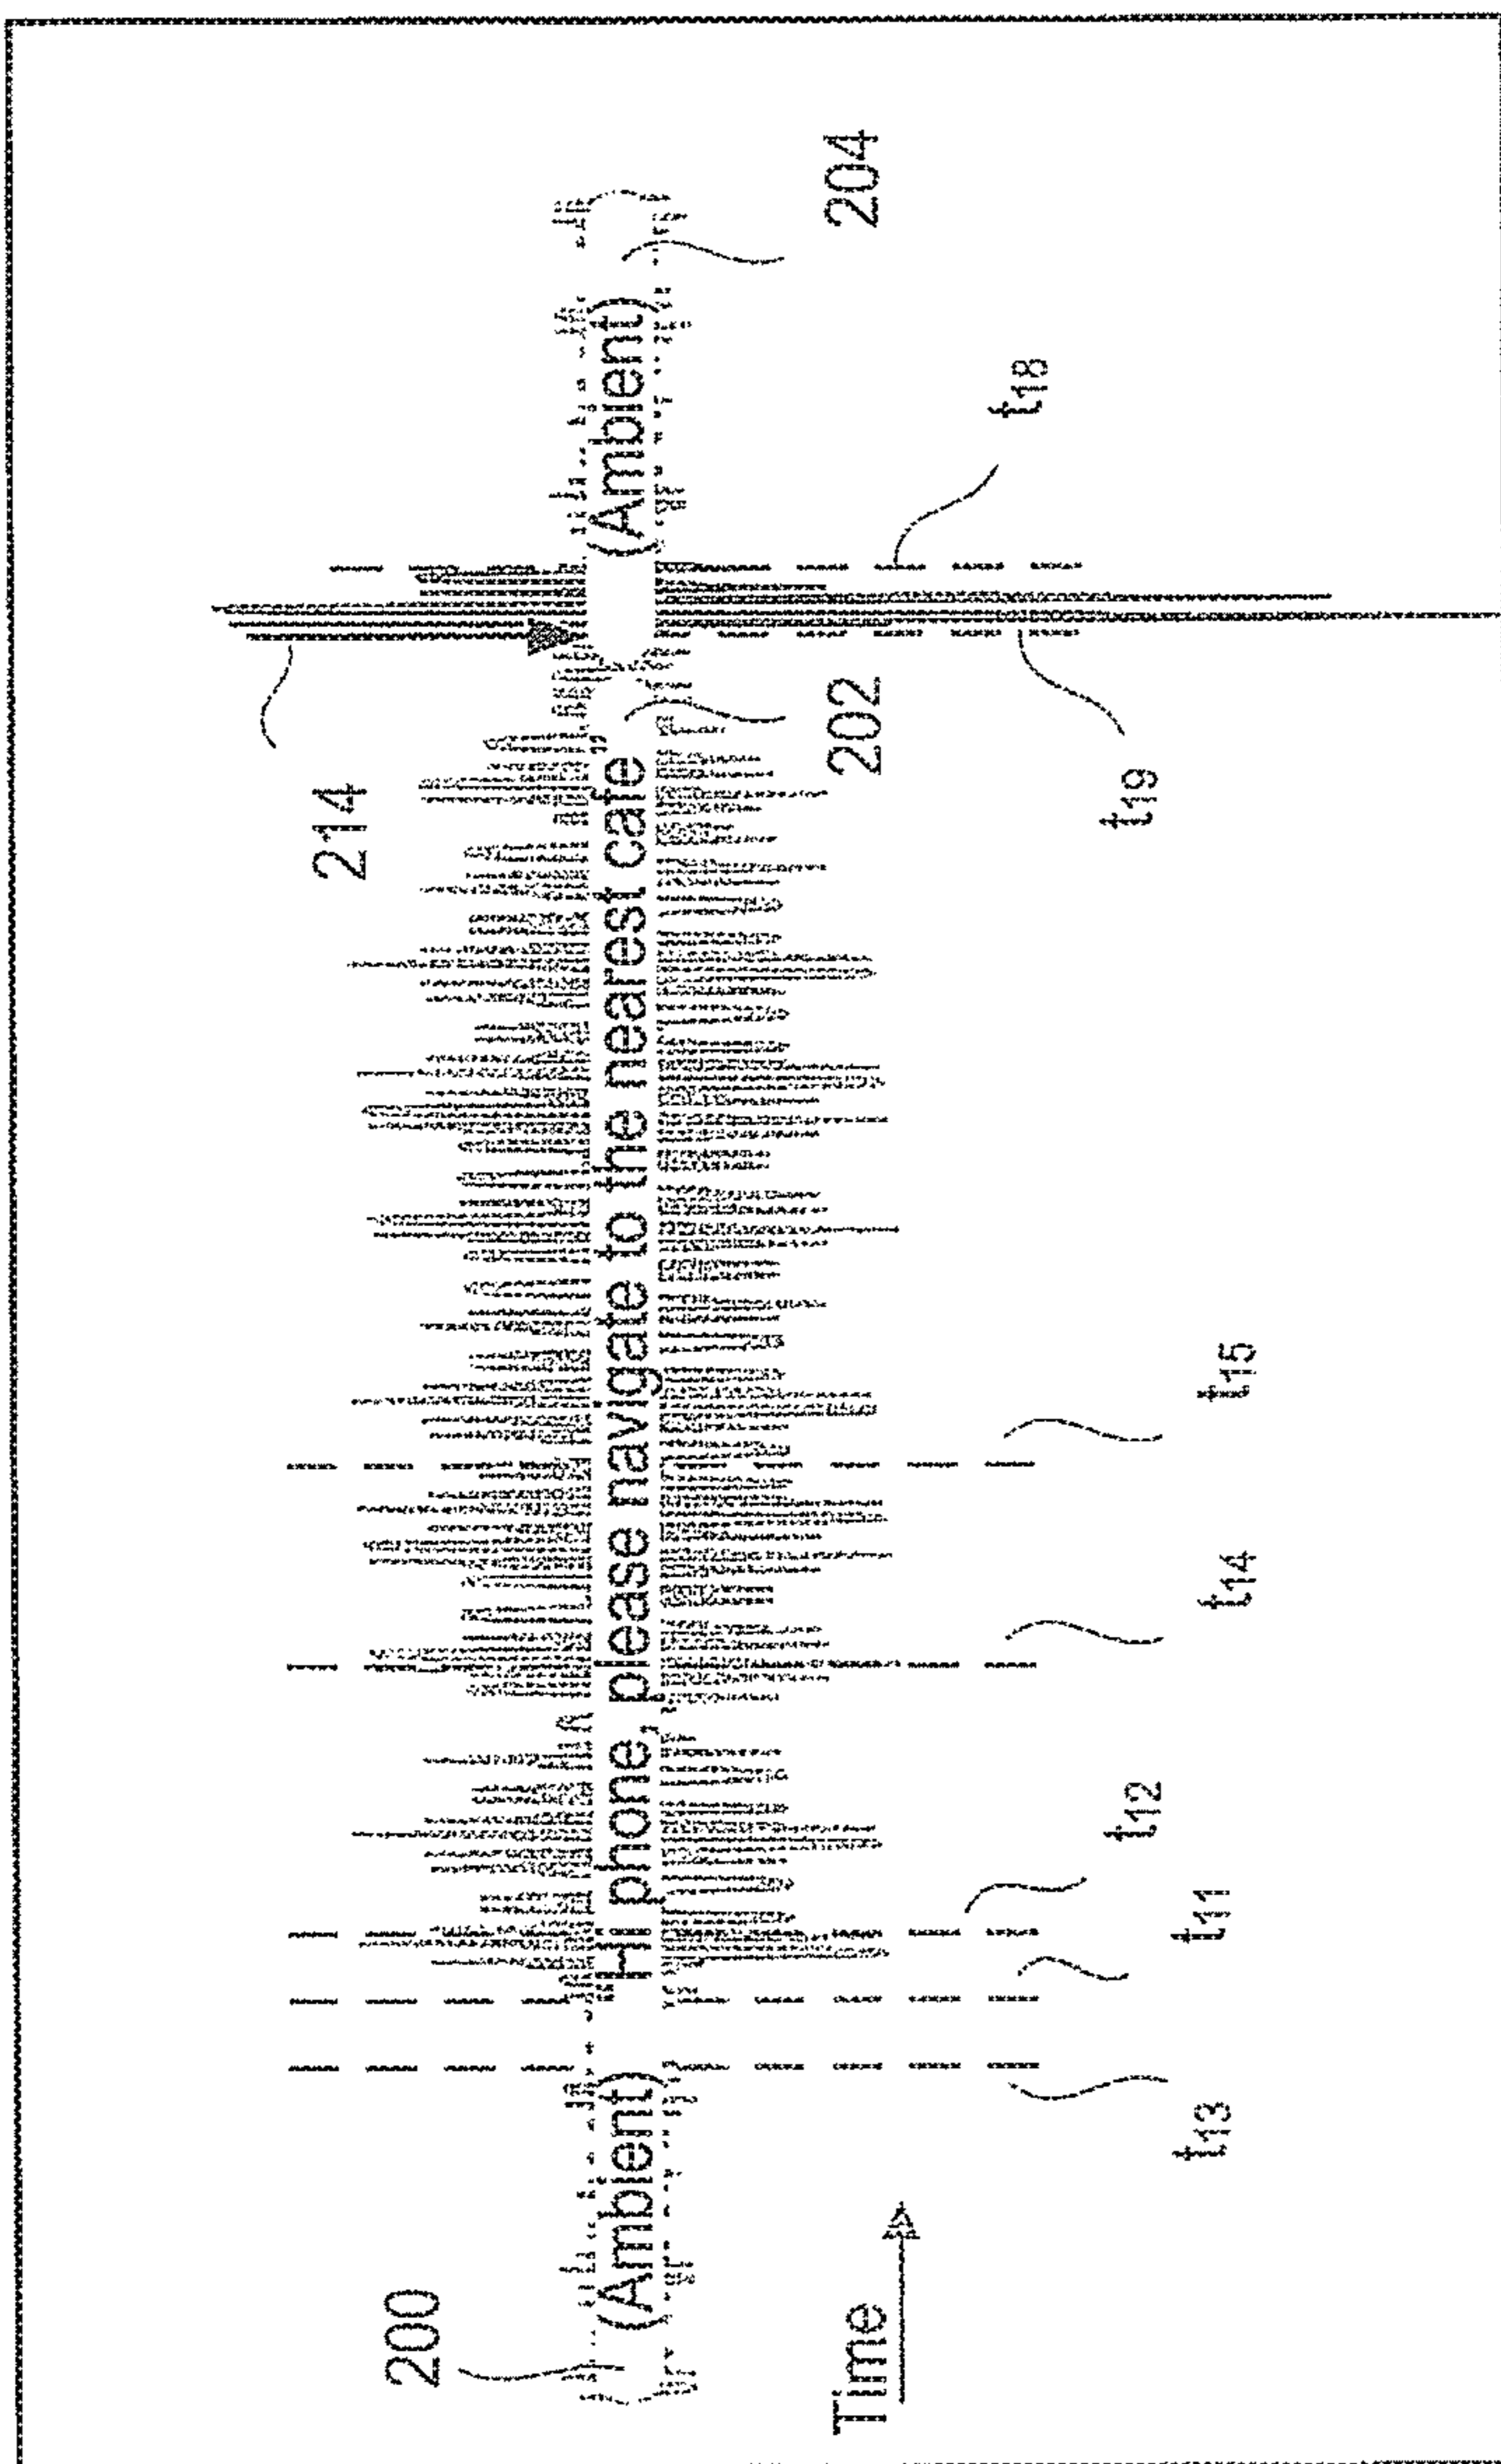 214
200
(Ambient)
"Hi phone, please navigate to the nearest cafe"
(Ambient)
202
204
Time
t13
t11
t12
t14
t15
t19
t18